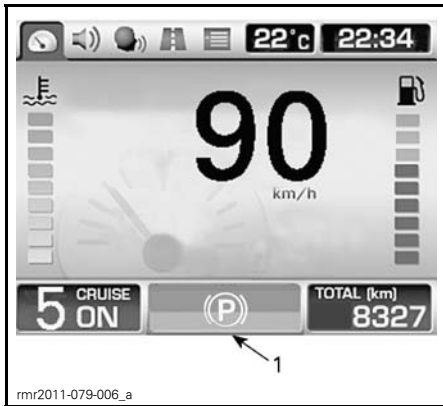 22°c 22:34
90
km/h
5 CRUISE ON
(P)
TOTAL (km)
8327
1
rmr2011-079-006_a